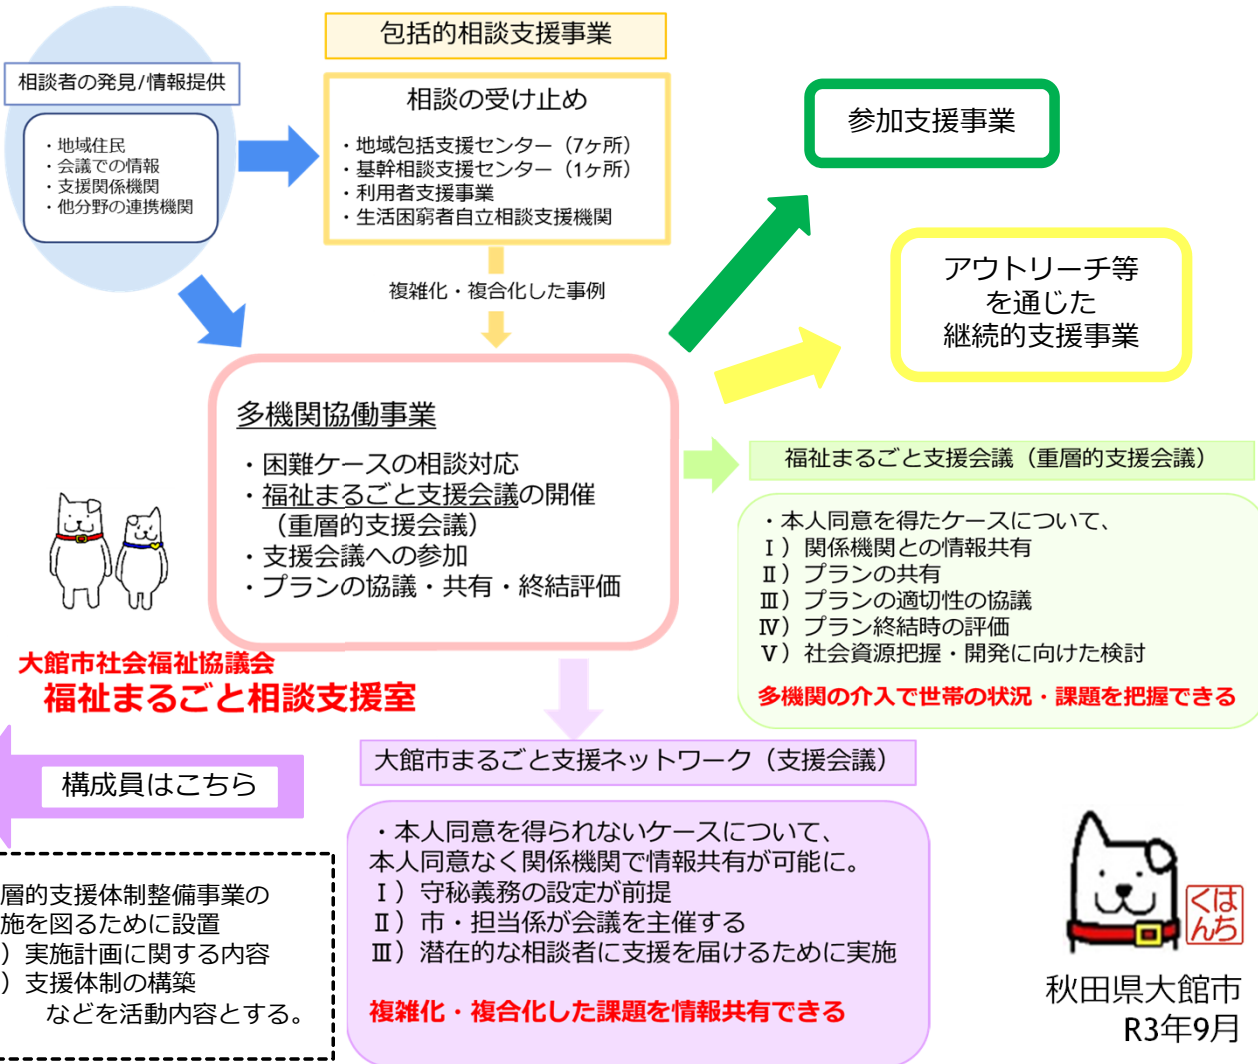 包括的相談支援事業
相談者の発見/情報提供
・地域住民
・会議での情報
・支援関係機関
・他分野の連携機関
相談の受け止め
・地域包括支援センター（7ヶ所）
・基幹相談支援センター（1ヶ所）
・利用者支援事業
・生活困窮者自立相談支援機関
複雑化・複合化した事例
参加支援事業
アウトリーチ等
を通じた
継続的支援事業
多機関協働事業
・困難ケースの相談対応
・福祉まるごと支援会議の開催
（重層的支援会議）
・支援会議への参加
・プランの協議・共有・終結評価
福祉まるごと支援会議（重層的支援会議）
・本人同意を得たケースについて、
Ⅰ）関係機関との情報共有
Ⅱ）プランの共有
Ⅲ）プランの適切性の協議
Ⅳ）プラン終結時の評価
Ⅴ）社会資源把握・開発に向けた検討
多機関の介入で世帯の状況・課題を把握できる
大館市社会福祉協議会
福祉まるごと相談支援室
大館市まるごと支援ネットワーク（支援会議）
・本人同意を得られないケースについて、
本人同意なく関係機関で情報共有が可能に。
Ⅰ）守秘義務の設定が前提
Ⅱ）市・担当係が会議を主催する
Ⅲ）潜在的な相談者に支援を届けるために実施
複雑化・複合化した課題を情報共有できる
構成員はこちら
層的支援体制整備事業の
施を図るために設置
）実施計画に関する内容
）支援体制の構築
などを活動内容とする。
はち
くん
秋田県大館市
R3年9月